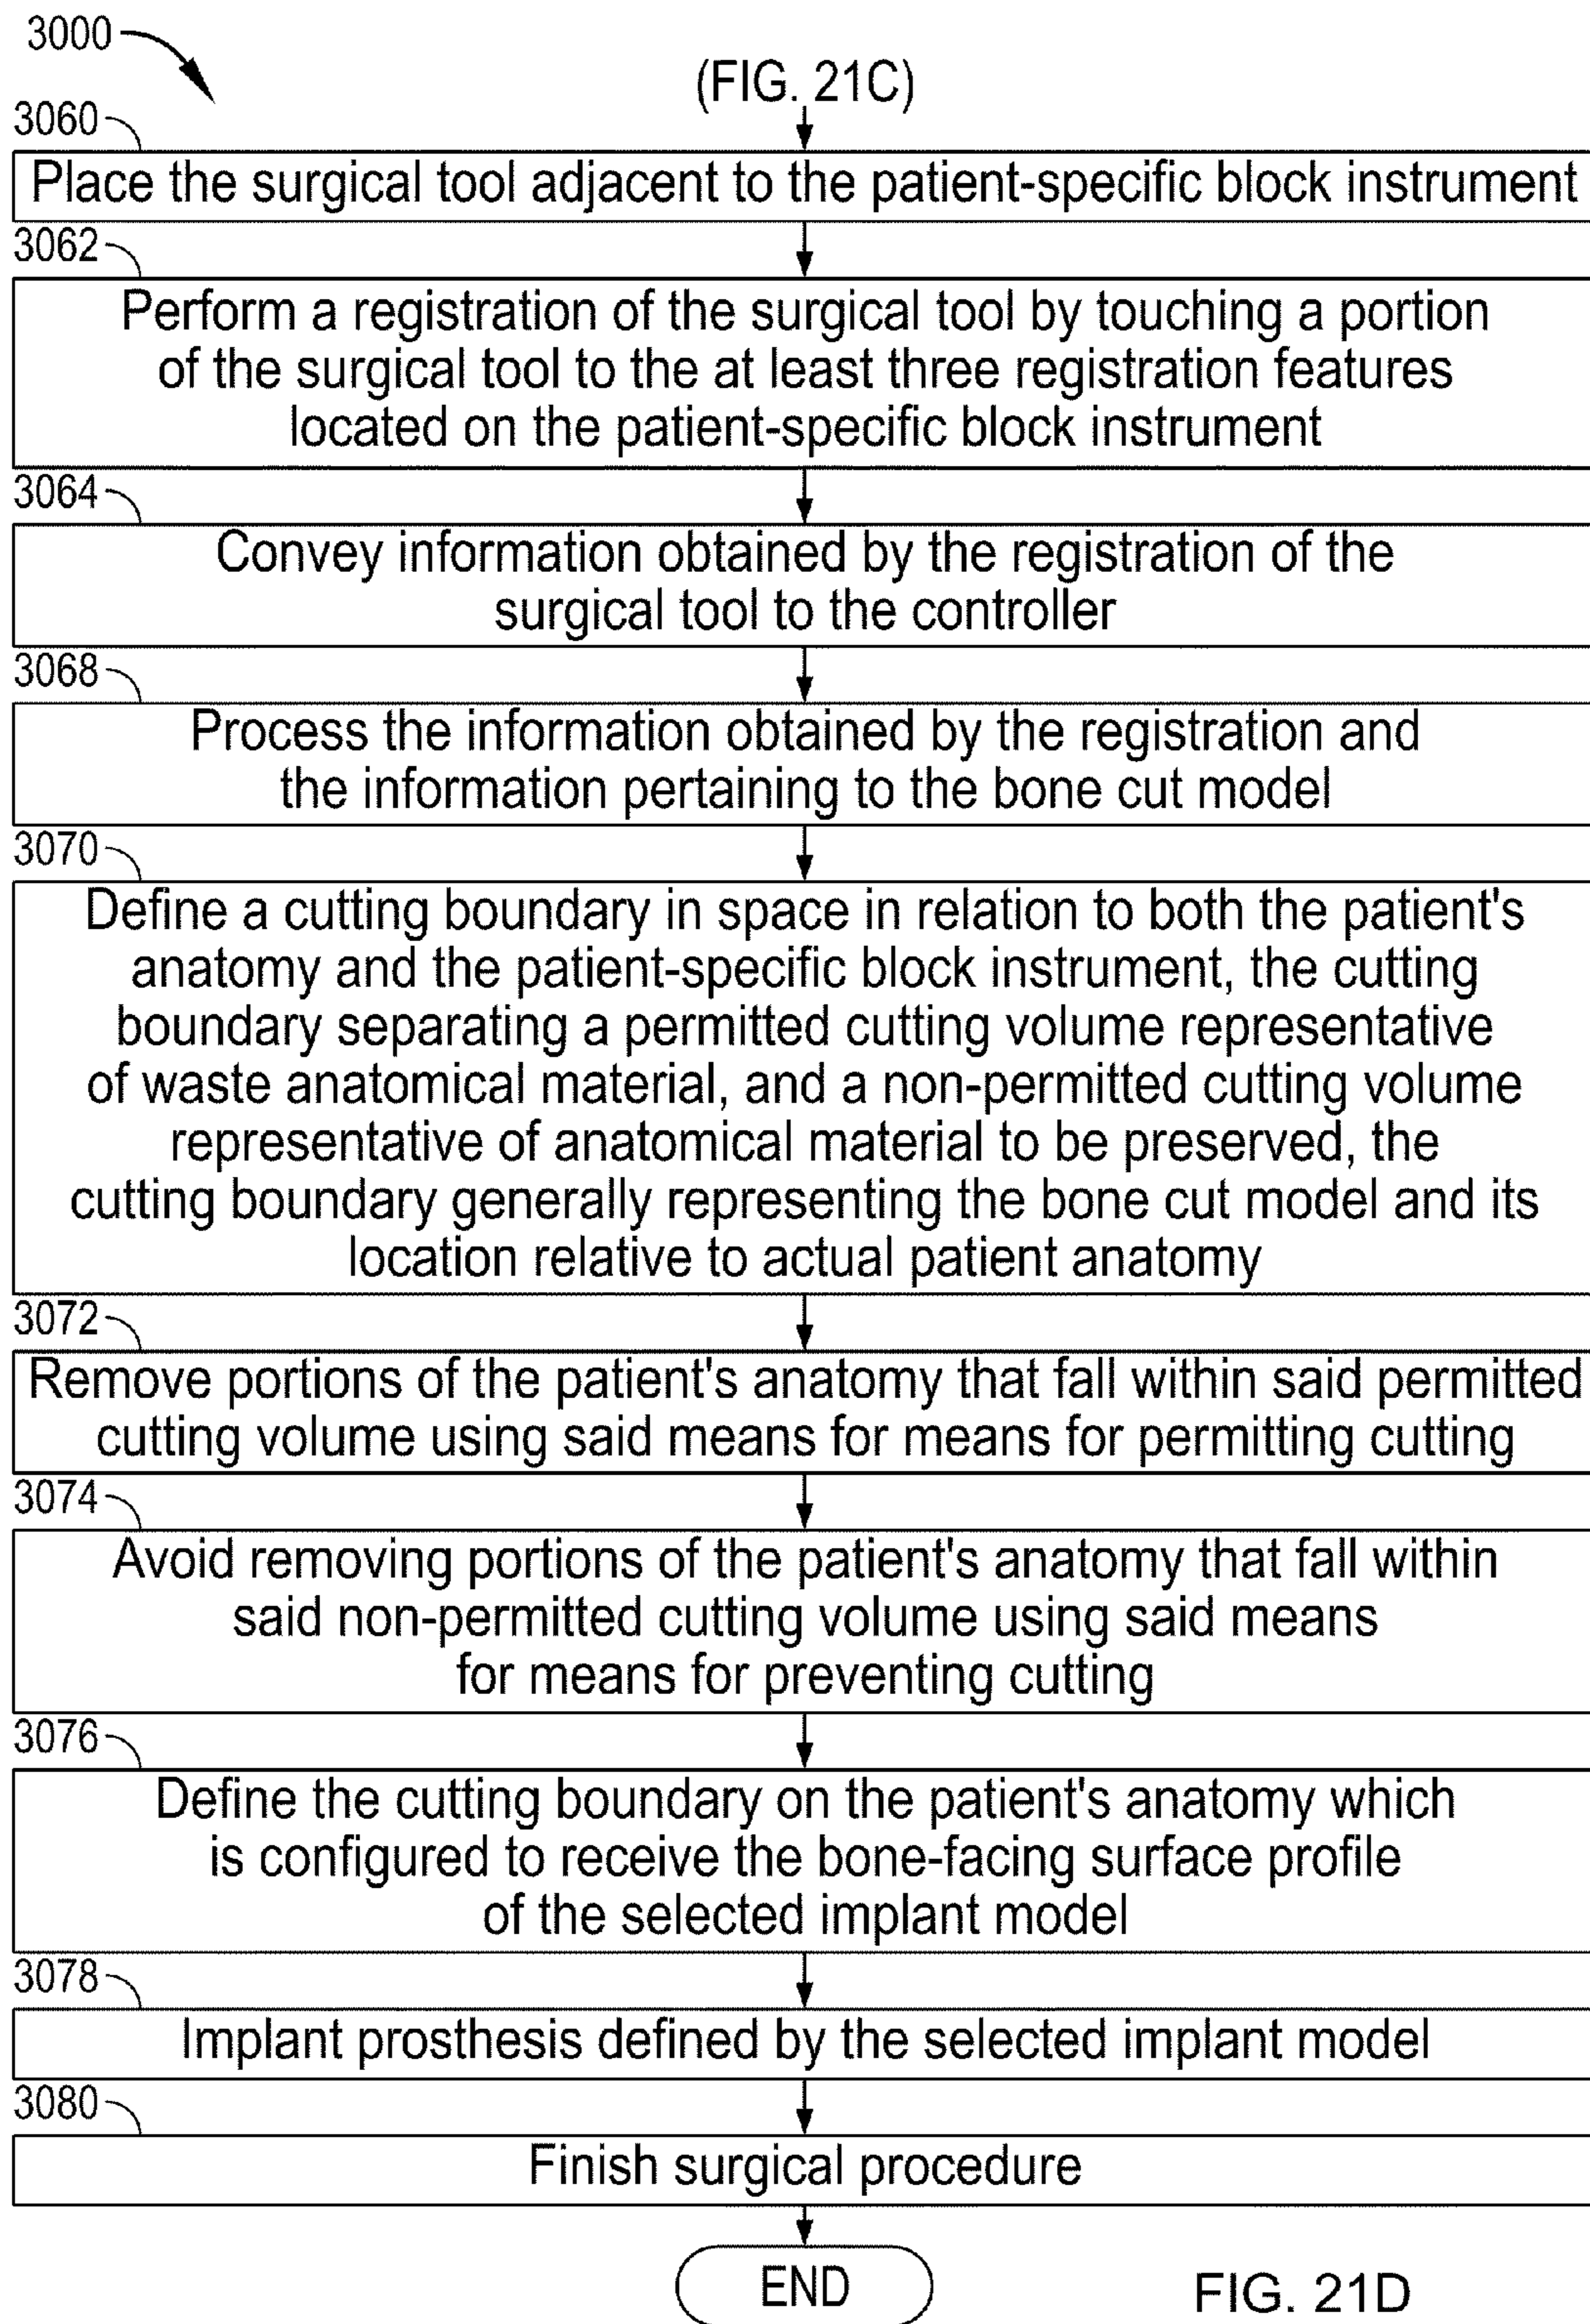 3000
(FIG. 21C)
3060
Place the surgical tool adjacent to the patient-specific block instrument
3062
Perform a registration of the surgical tool by touching a portion
of the surgical tool to the at least three registration features
located on the patient-specific block instrument
3064
Convey information obtained by the registration of the
surgical tool to the controller
3068
Process the information obtained by the registration and
the information pertaining to the bone cut model
3070
Define a cutting boundary in space in relation to both the patient's
anatomy and the patient-specific block instrument, the cutting
boundary separating a permitted cutting volume representative
of waste anatomical material, and a non-permitted cutting volume
representative of anatomical material to be preserved, the
cutting boundary generally representing the bone cut model and its
location relative to actual patient anatomy
3072
Remove portions of the patient's anatomy that fall within said permitted
cutting volume using said means for means for permitting cutting
3074
Avoid removing portions of the patient's anatomy that fall within
said non-permitted cutting volume using said means
for means for preventing cutting
3076
Define the cutting boundary on the patient's anatomy which
is configured to receive the bone-facing surface profile
of the selected implant model
3078
Implant prosthesis defined by the selected implant model
3080
Finish surgical procedure
END
FIG. 21D